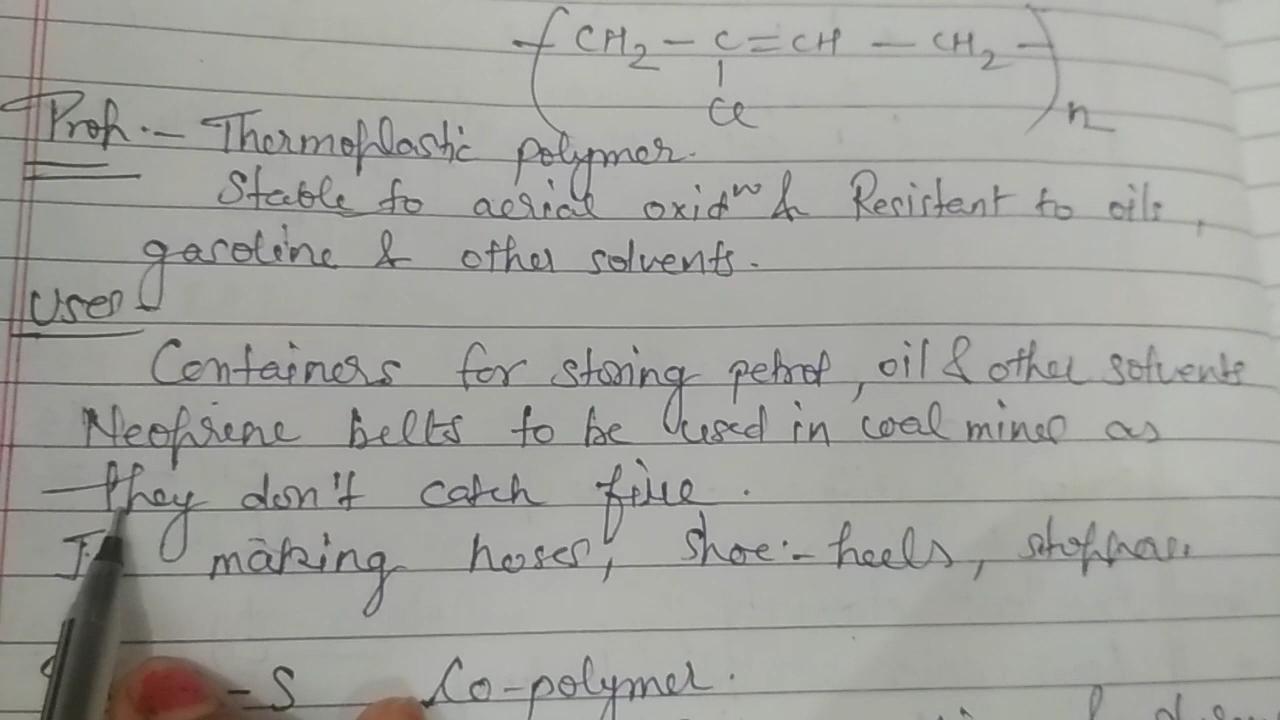 ( CH2 — C = CH — CH2 )n
Cl
Prop. :- Thermoplastic polymer.
Stable to aerial oxidn & Resistant to oils,
gasoline & other solvents.
Uses
Containers for storing petrol, oil & other solvents
Neoprene belts to be used in coal mines as
they don't catch fire.
making hoses, shoe-heels, stoppers
-S Co-polymer.